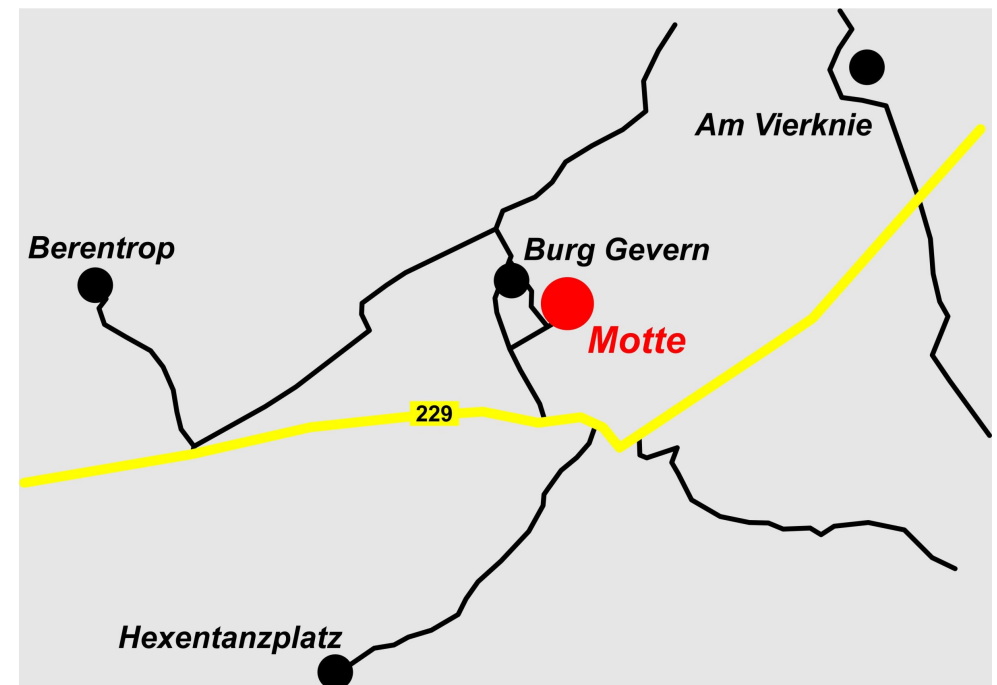 Am Vierknie
Berentrop
Burg Gevern
Motte
229
Hexentanzplatz